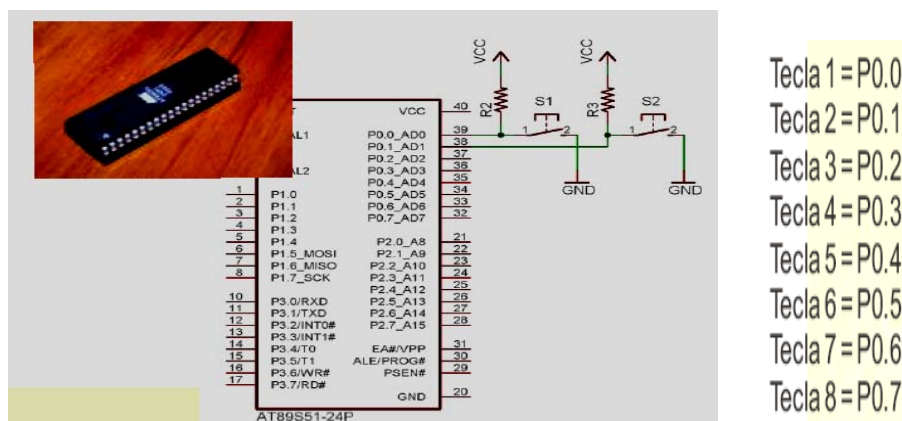 VCC
VCC
R2
S1
1
2
R3
S2
1
2
GND
GND
VCC 40
AL1
P0.0_AD0 39
P0.1_AD1 38
P0.2_AD2 37
AL2
P0.3_AD3 36
P0.4_AD4 35
1 P1.0
P0.5_AD5 34
2 P1.1
P0.6_AD6 33
3 P1.2
P0.7_AD7 32
4 P1.3
5 P1.4
P2.0_A8 21
6 P1.5_MOSI
P2.1_A9 22
7 P1.6_MISO
P2.2_A10 23
8 P1.7_SCK
P2.3_A11 24
P2.4_A12 25
10 P3.0/RXD
P2.5_A13 26
11 P3.1/TXD
P2.6_A14 27
12 P3.2/INT0#
P2.7_A15 28
13 P3.3/INT1#
14 P3.4/T0
EA#/VPP 31
15 P3.5/T1
ALE/PROG# 30
16 P3.6/WR#
PSEN# 29
17 P3.7/RD#
GND 20
AT89S51-24P
Tecla 1 = P0.0
Tecla 2 = P0.1
Tecla 3 = P0.2
Tecla 4 = P0.3
Tecla 5 = P0.4
Tecla 6 = P0.5
Tecla 7 = P0.6
Tecla 8 = P0.7